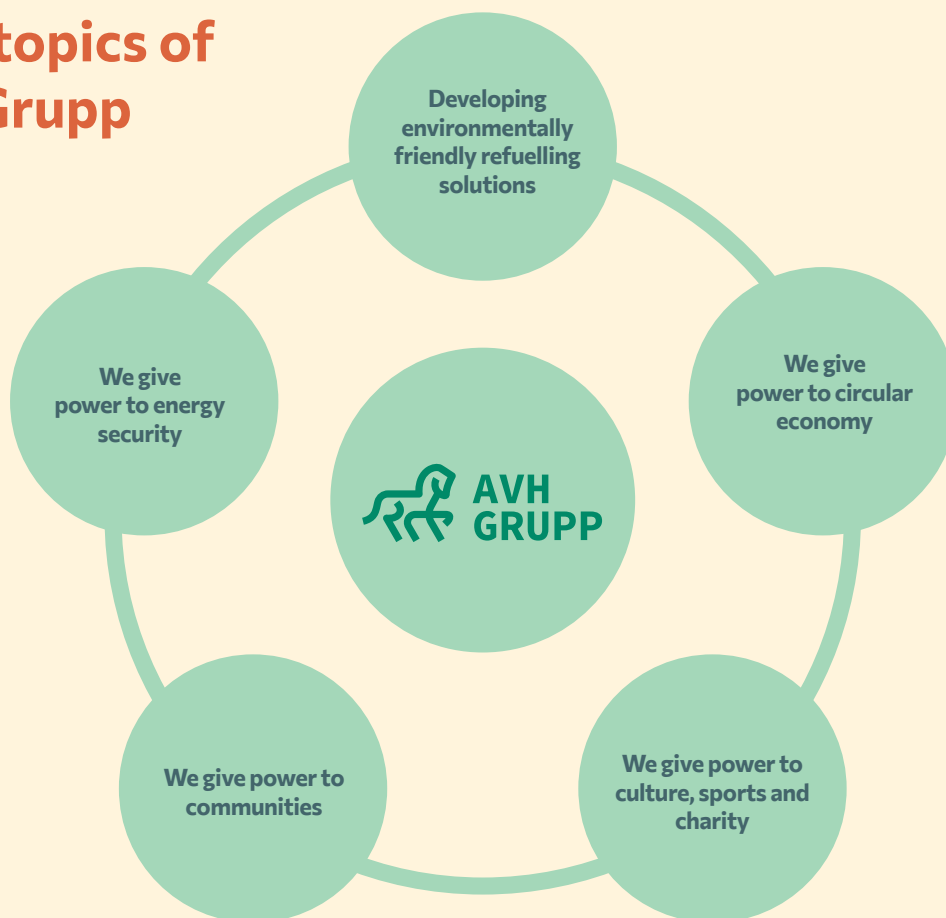 topics of
Grupp
Developing
environmentally
friendly refuelling
solutions
We give
power to energy
security
We give
power to circular
economy
AVH
GRUPP
We give power to
communities
We give power to
culture, sports and
charity